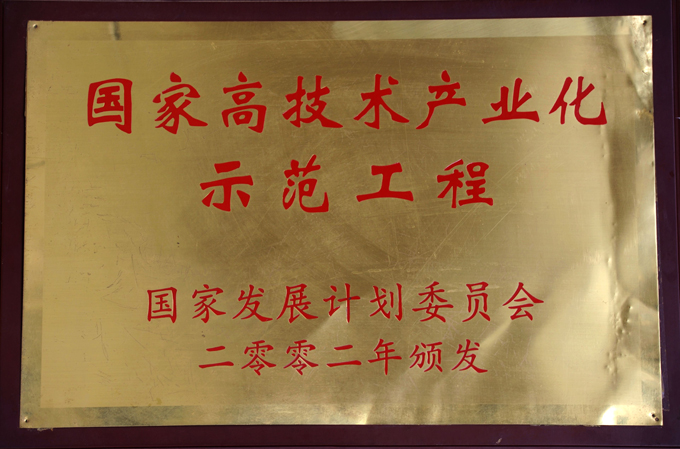 国家高技术产业化
示范工程
国家发展计划委员会
二零零二年颁发